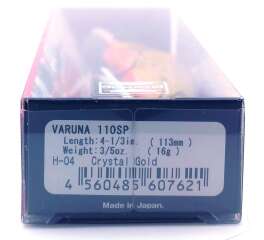 VARUNA 110SP
Length:4-1/3in. ( 113mm )
Weight:3/5oz. ( 16g )
H-04 Crystal Gold
4 560485 607621
Made in Japan.